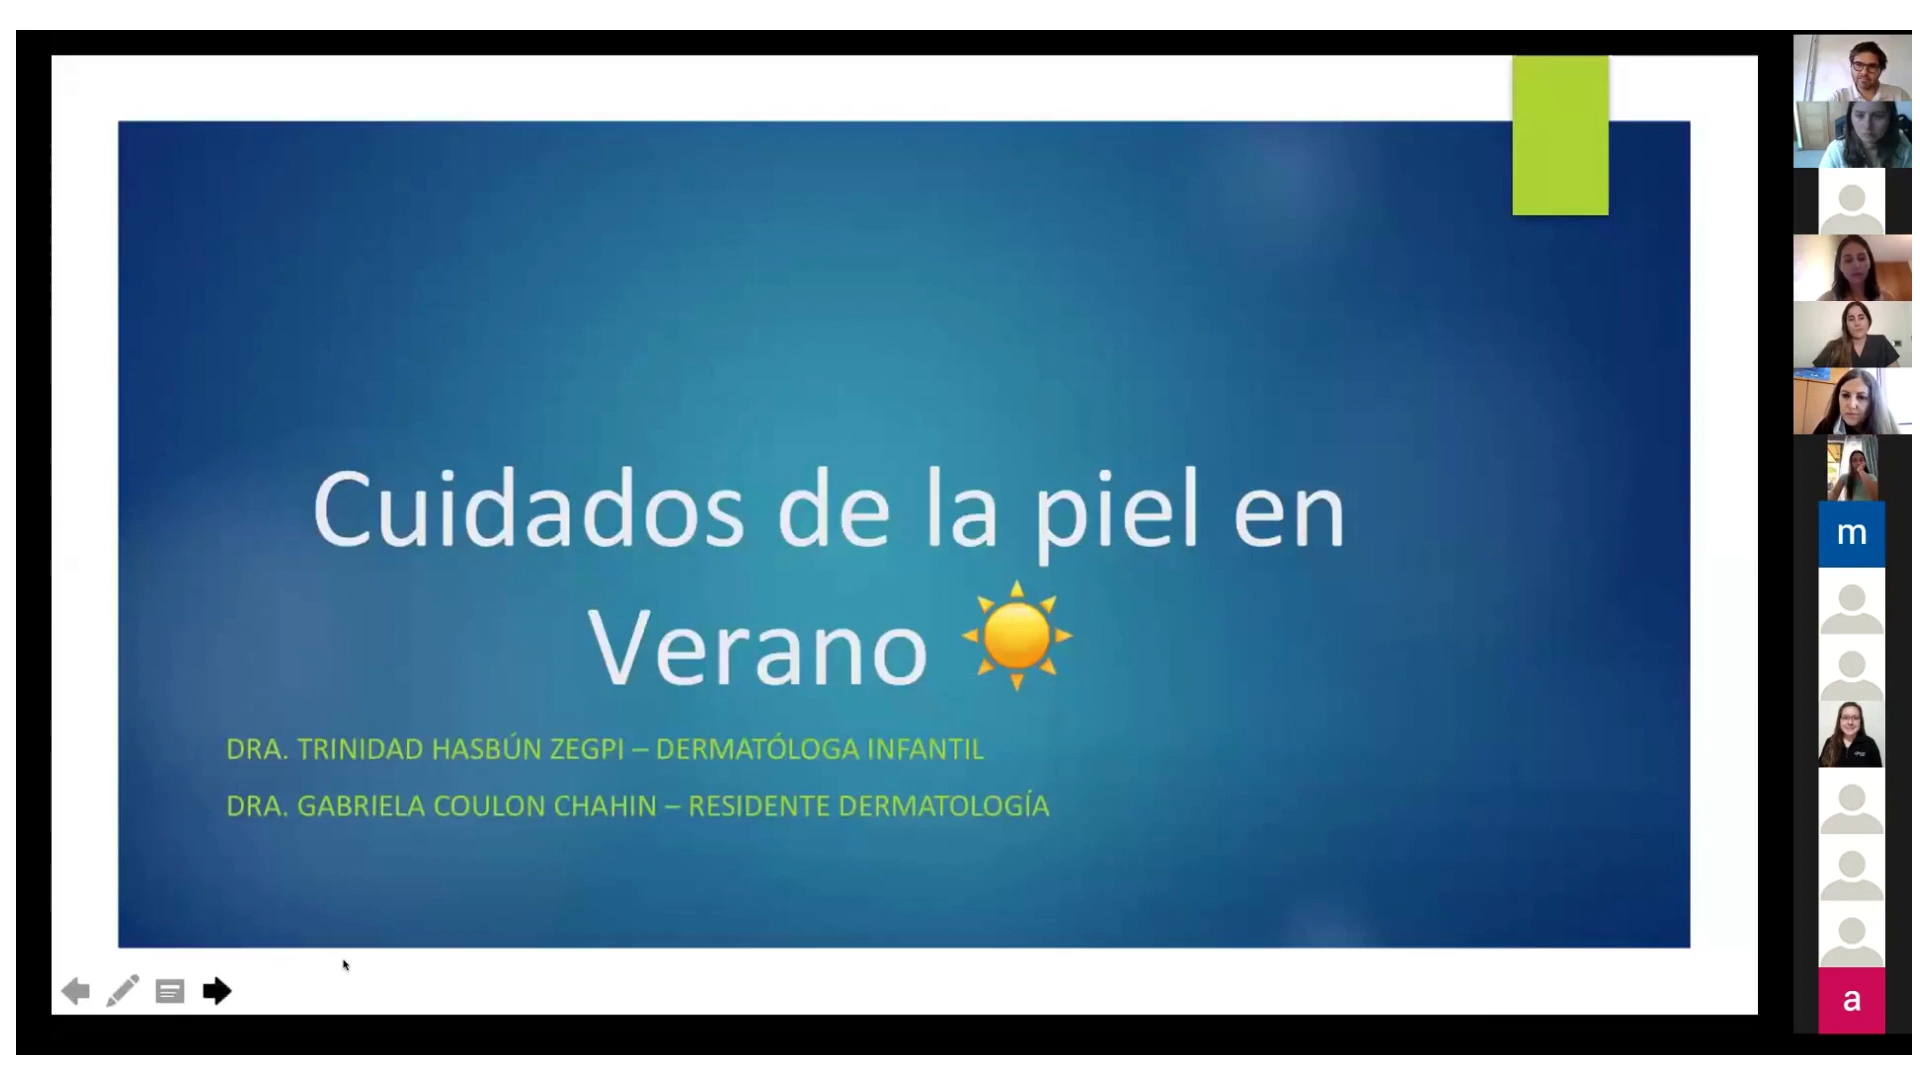 Cuidados de la piel en
Verano
DRA. TRINIDAD HASBÚN ZEGPI – DERMATÓLOGA INFANTIL
DRA. GABRIELA COULON CHAHIN – RESIDENTE DERMATOLOGÍA
m
a